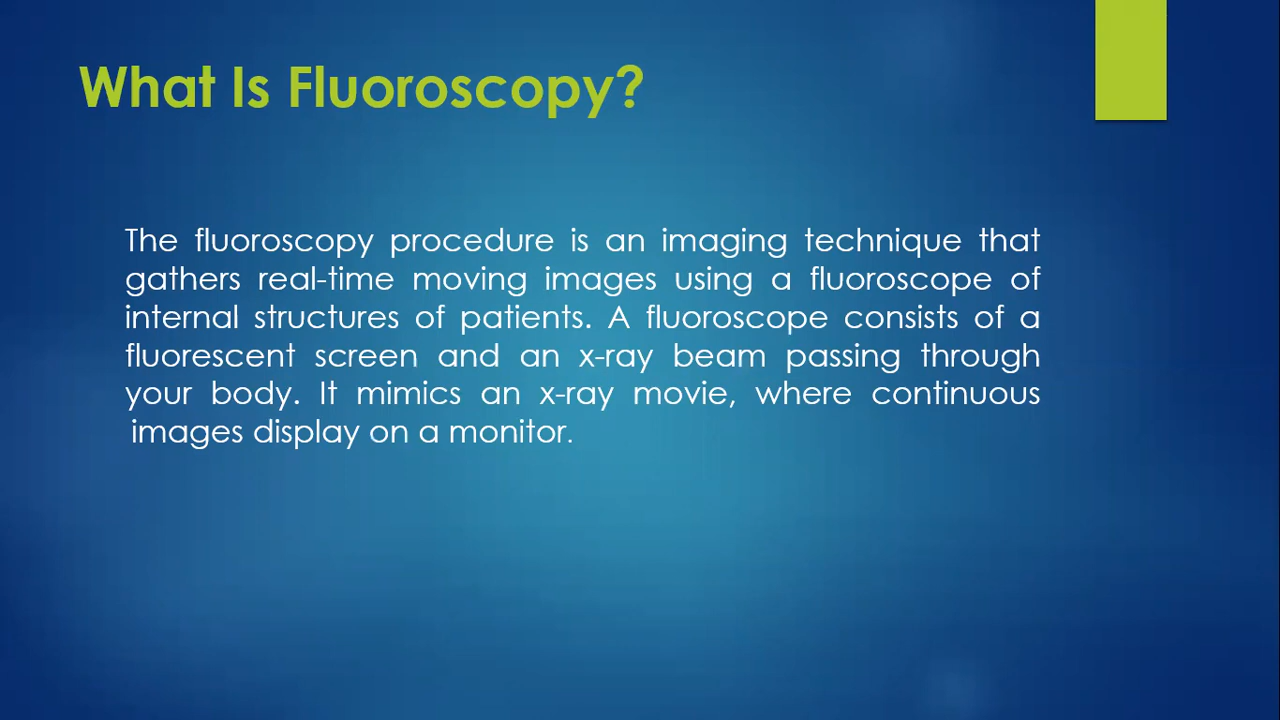 What Is Fluoroscopy?
The fluoroscopy procedure is an imaging technique that
gathers real-time moving images using a fluoroscope of
internal structures of patients. A fluoroscope consists of a
fluorescent screen and an x-ray beam passing through
your body. It mimics an x-ray movie, where continuous
images display on a monitor.